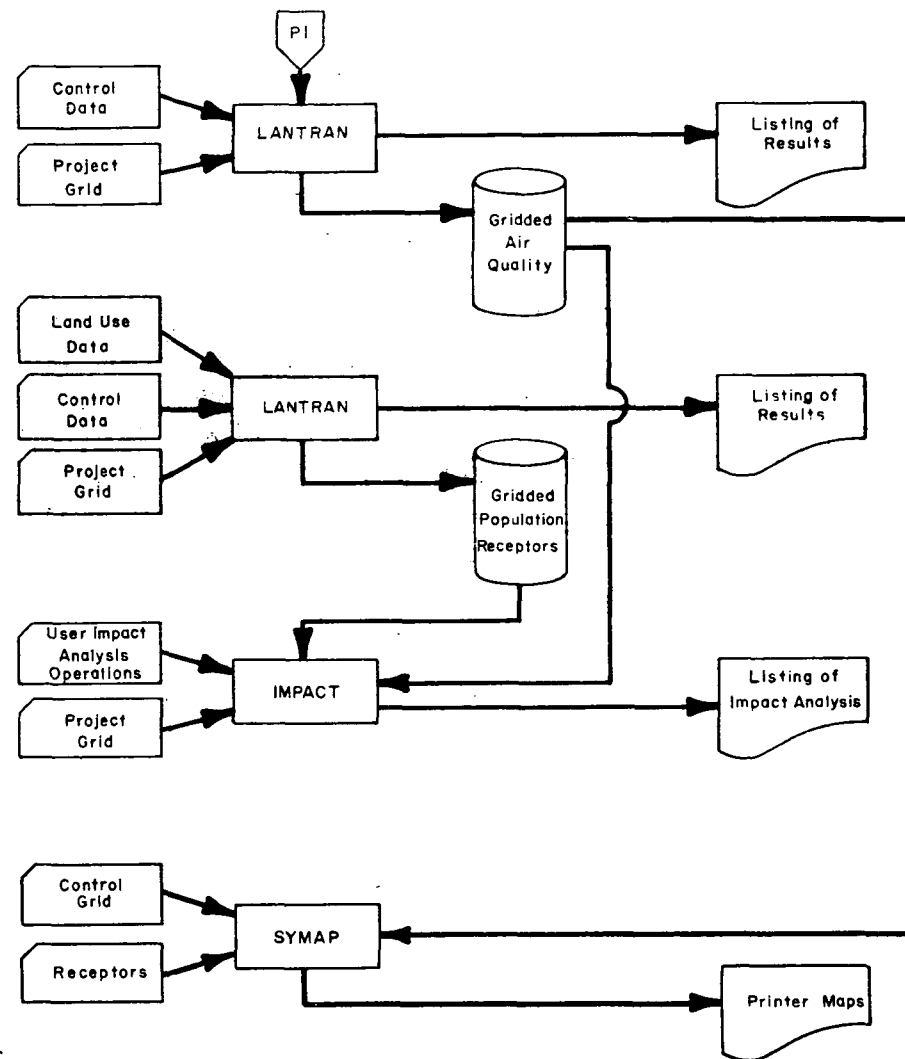 PI
Control
Data
LANTRAN
Listing of
Results
Project
Grid
Gridded
Air
Quality
Land Use
Data
Control
Data
LANTRAN
Listing of
Results
Project
Grid
Gridded
Population
Receptors
User Impact
Analysis
Operations
IMPACT
Listing of
Impact Analysis
Project
Grid
Control
Grid
SYMAP
Receptors
Printer Maps